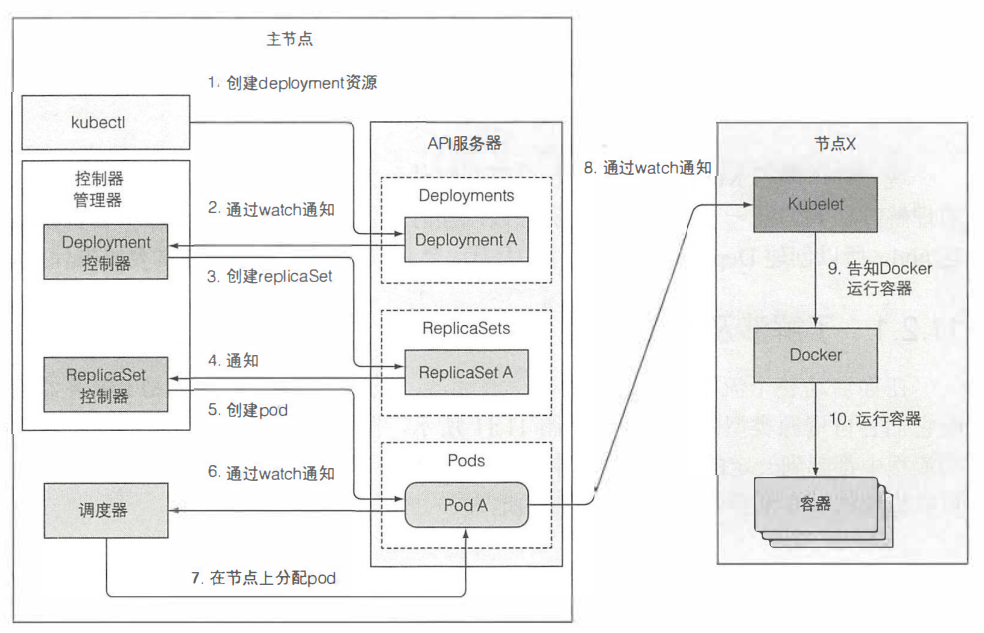 主节点
1. 创建deployment资源
kubectl
API服务器
控制器
管理器
Deployments
2. 通过watch通知
Deployment
控制器
Deployment A
3. 创建replicaSet
ReplicaSets
4. 通知
ReplicaSet
控制器
ReplicaSet A
5. 创建pod
Pods
6. 通过watch通知
调度器
Pod A
7. 在节点上分配pod
8. 通过watch通知
节点X
Kubelet
9. 告知Docker
运行容器
Docker
10. 运行容器
容器